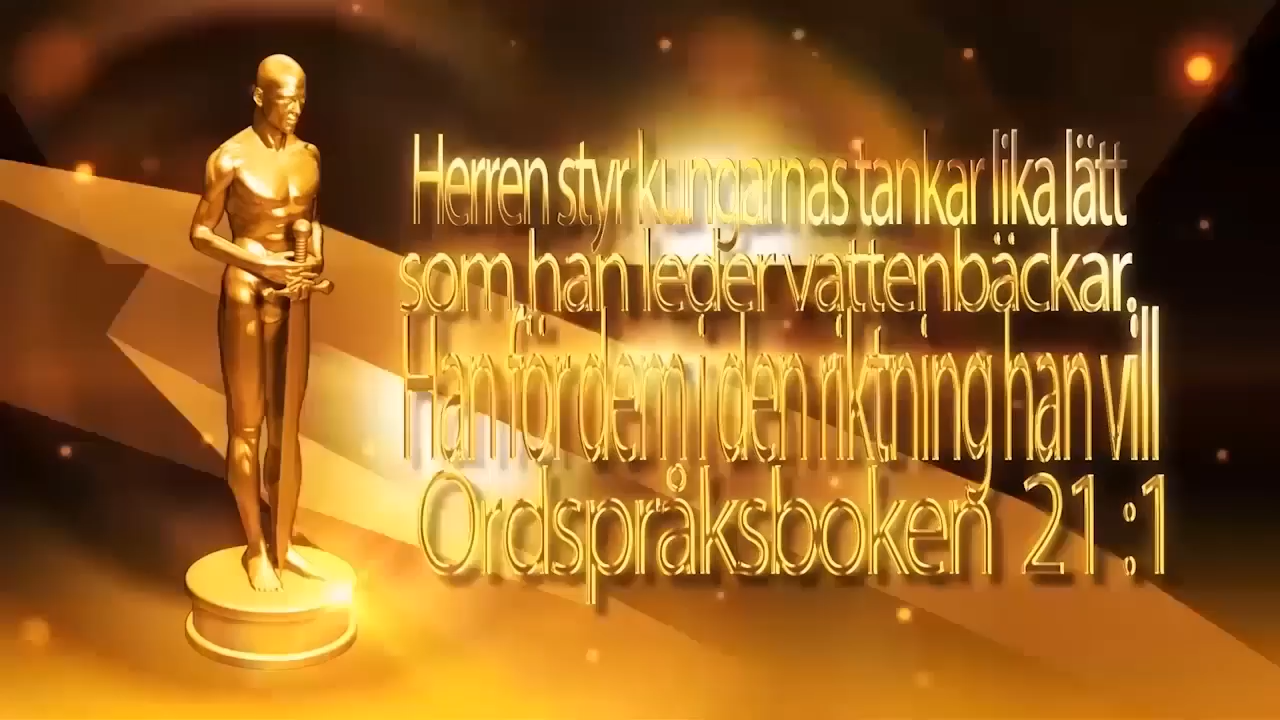 Herren styr kungarnas tankar lika lätt
som han leder vattenbäckar.
Han för dem i den riktning han vill
Ordspråksboken 21 :1